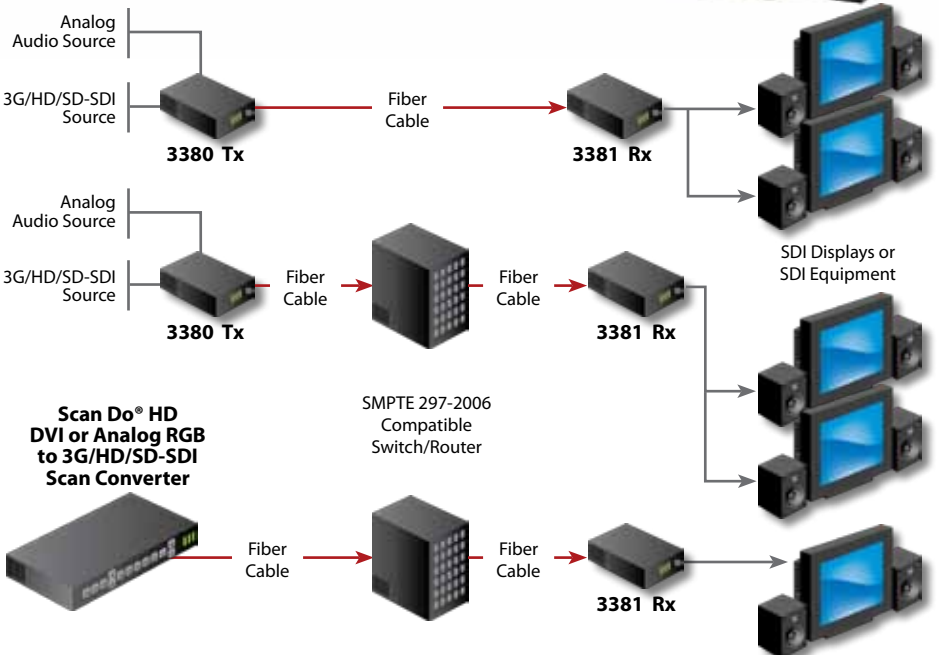 Analog
Audio Source
3G/HD/SD-SDI
Source
3380 Tx
Fiber
Cable
3381 Rx
Analog
Audio Source
3G/HD/SD-SDI
Source
3380 Tx
Fiber
Cable
Fiber
Cable
3381 Rx
SDI Displays or
SDI Equipment
Scan Do® HD
DVI or Analog RGB
to 3G/HD/SD-SDI
Scan Converter
SMPTE 297-2006
Compatible
Switch/Router
Fiber
Cable
Fiber
Cable
3381 Rx